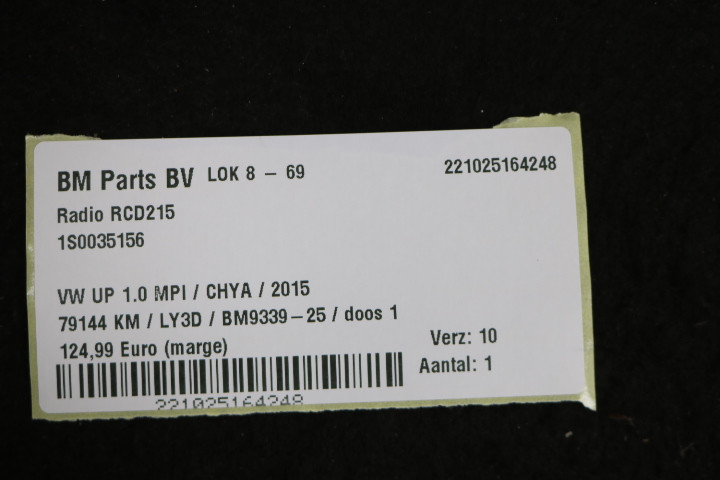 BM Parts BV LOK 8 – 69 221025164248
Radio RCD215
1S0035156
VW UP 1.0 MPI / CHYA / 2015
79144 KM / LY3D / BM9339–25 / doos 1
124,99 Euro (marge) Verz: 10
Aantal: 1
221025164248